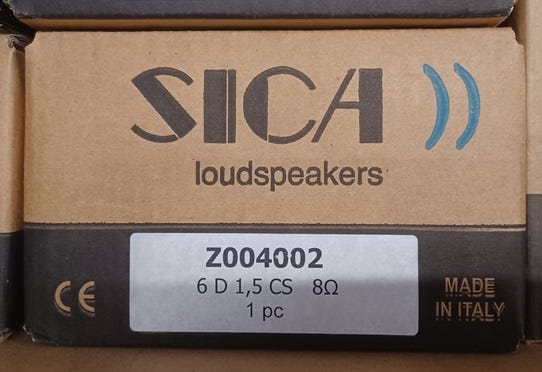 SICA
loudspeakers
Z004002
6 D 1,5 CS 8Ω
1 pc
CE
MADE
IN ITALY